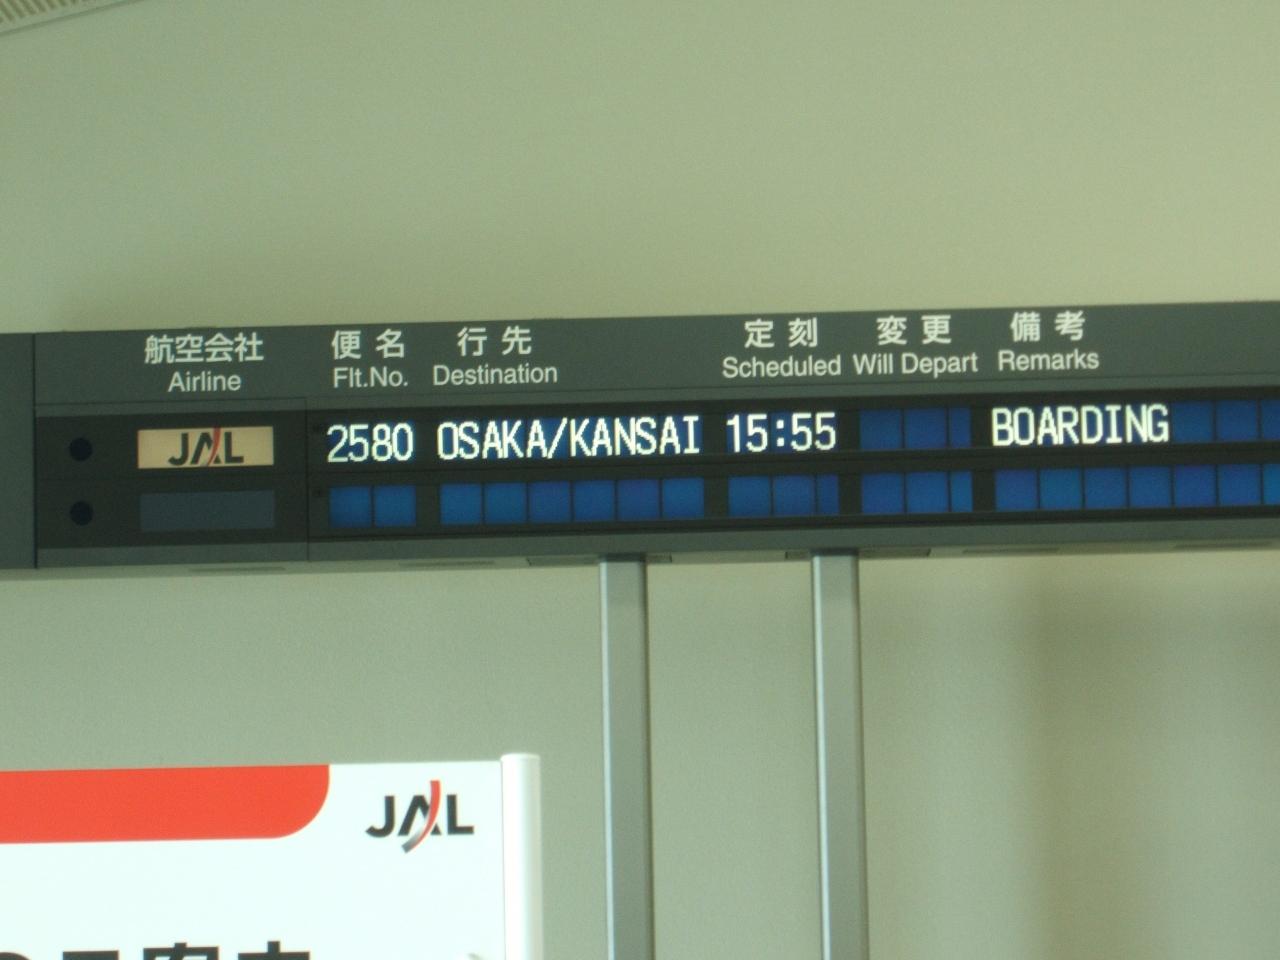 航空会社 便名 行先 定刻 変更 備考
Airline Flt.No. Destination Scheduled Will Depart Remarks
JAL 2580 OSAKA/KANSAI 15:55 BOARDING
JAL